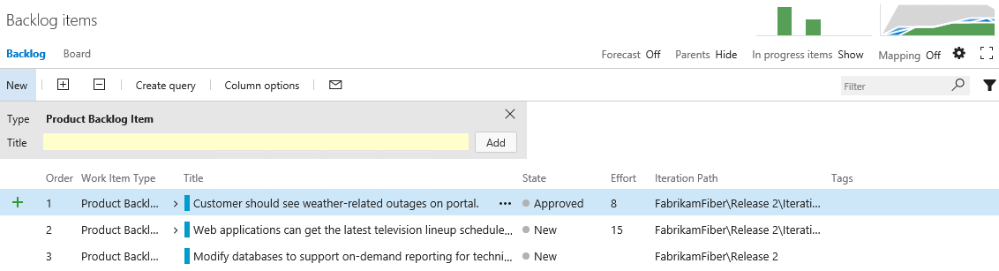 Backlog items
Backlog Board Forecast Off Parents Hide In progress items Show Mapping Off
New Create query Column options Filter
Type Product Backlog Item
Title Add
Order Work Item Type Title State Effort Iteration Path Tags
1 Product Backl... Customer should see weather-related outages on portal. ... Approved 8 FabrikamFiber\Release 2\Iterati...
2 Product Backl... Web applications can get the latest television lineup schedule... New 15 FabrikamFiber\Release 2\Iterati...
3 Product Backl... Modify databases to support on-demand reporting for techni... New FabrikamFiber\Release 2